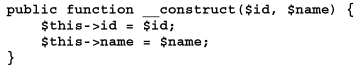 public function __construct($id, $name) {
    $this->id = $id;
    $this->name = $name;
}